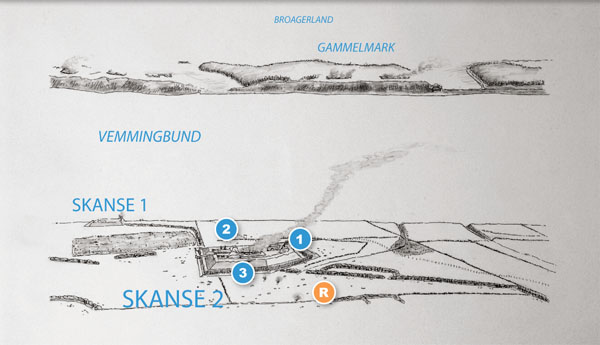 BROAGERLAND
GAMMELMARK
VEMMINGBUND
SKANSE 1
2
1
3
SKANSE 2
R